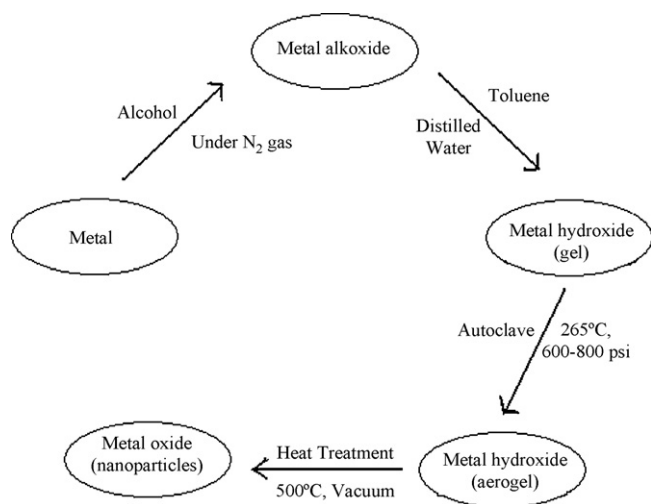 Metal alkoxide
Alcohol
Under N₂ gas
Toluene
Distilled
Water
Metal
Metal hydroxide
(gel)
Autoclave
265ºC,
600-800 psi
Metal hydroxide
(aerogel)
Heat Treatment
500ºC, Vacuum
Metal oxide
(nanoparticles)